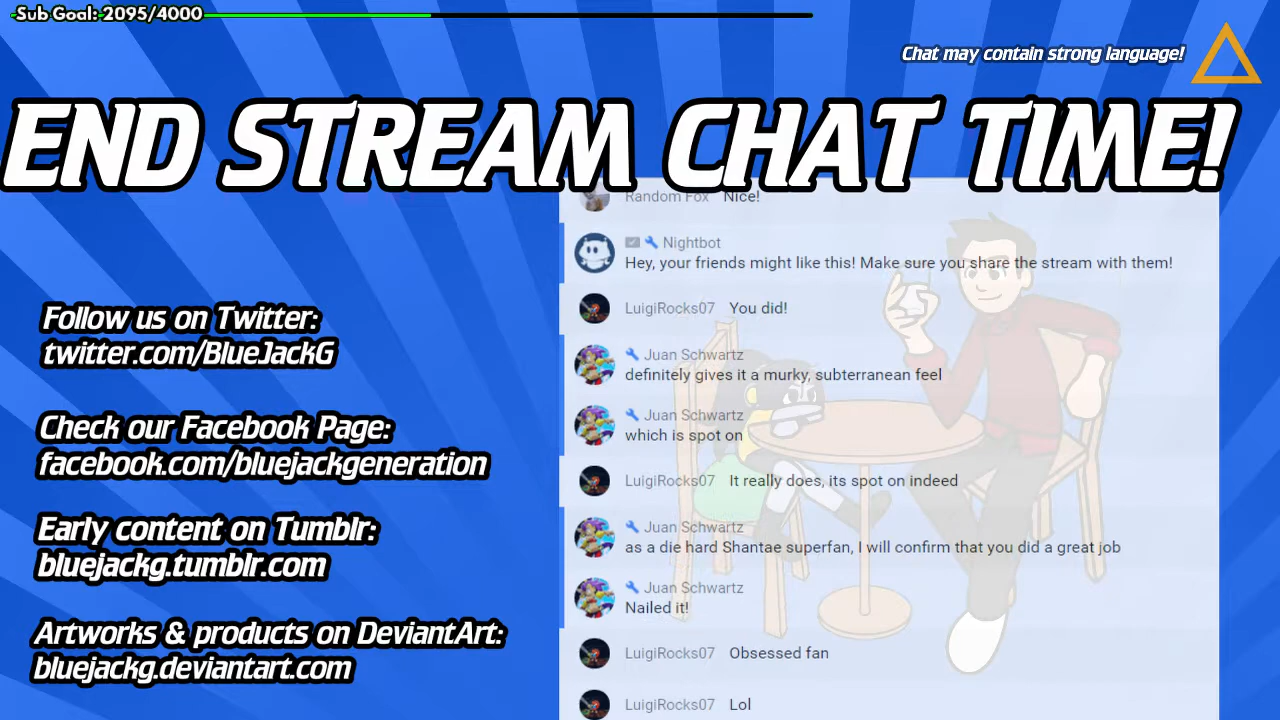 Sub Goal: 2095/4000
Chat may contain strong language!
END STREAM CHAT TIME!
Random Fox Nice!
Nightbot
Hey, your friends might like this! Make sure you share the stream with them!
LuigiRocks07 You did!
Juan Schwartz
definitely gives it a murky, subterranean feel
Juan Schwartz
which is spot on
LuigiRocks07 It really does, its spot on indeed
Juan Schwartz
as a die hard Shantae superfan, I will confirm that you did a great job
Juan Schwartz
Nailed it!
LuigiRocks07 Obsessed fan
LuigiRocks07 Lol
Follow us on Twitter:
twitter.com/BlueJackG
Check our Facebook Page:
facebook.com/bluejackgeneration
Early content on Tumblr:
bluejackg.tumblr.com
Artworks & products on DeviantArt:
bluejackg.deviantart.com